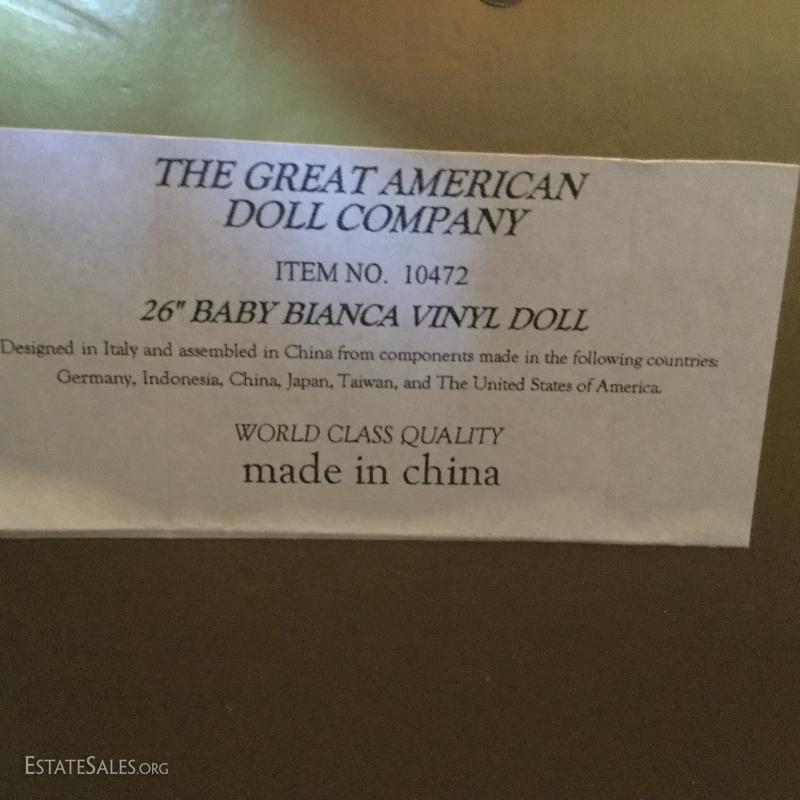 THE GREAT AMERICAN
DOLL COMPANY
ITEM NO. 10472
26" BABY BIANCA VINYL DOLL
Designed in Italy and assembled in China from components made in the following countries:
Germany, Indonesia, China, Japan, Taiwan, and The United States of America.
WORLD CLASS QUALITY
made in china
ESTATESALES.ORG